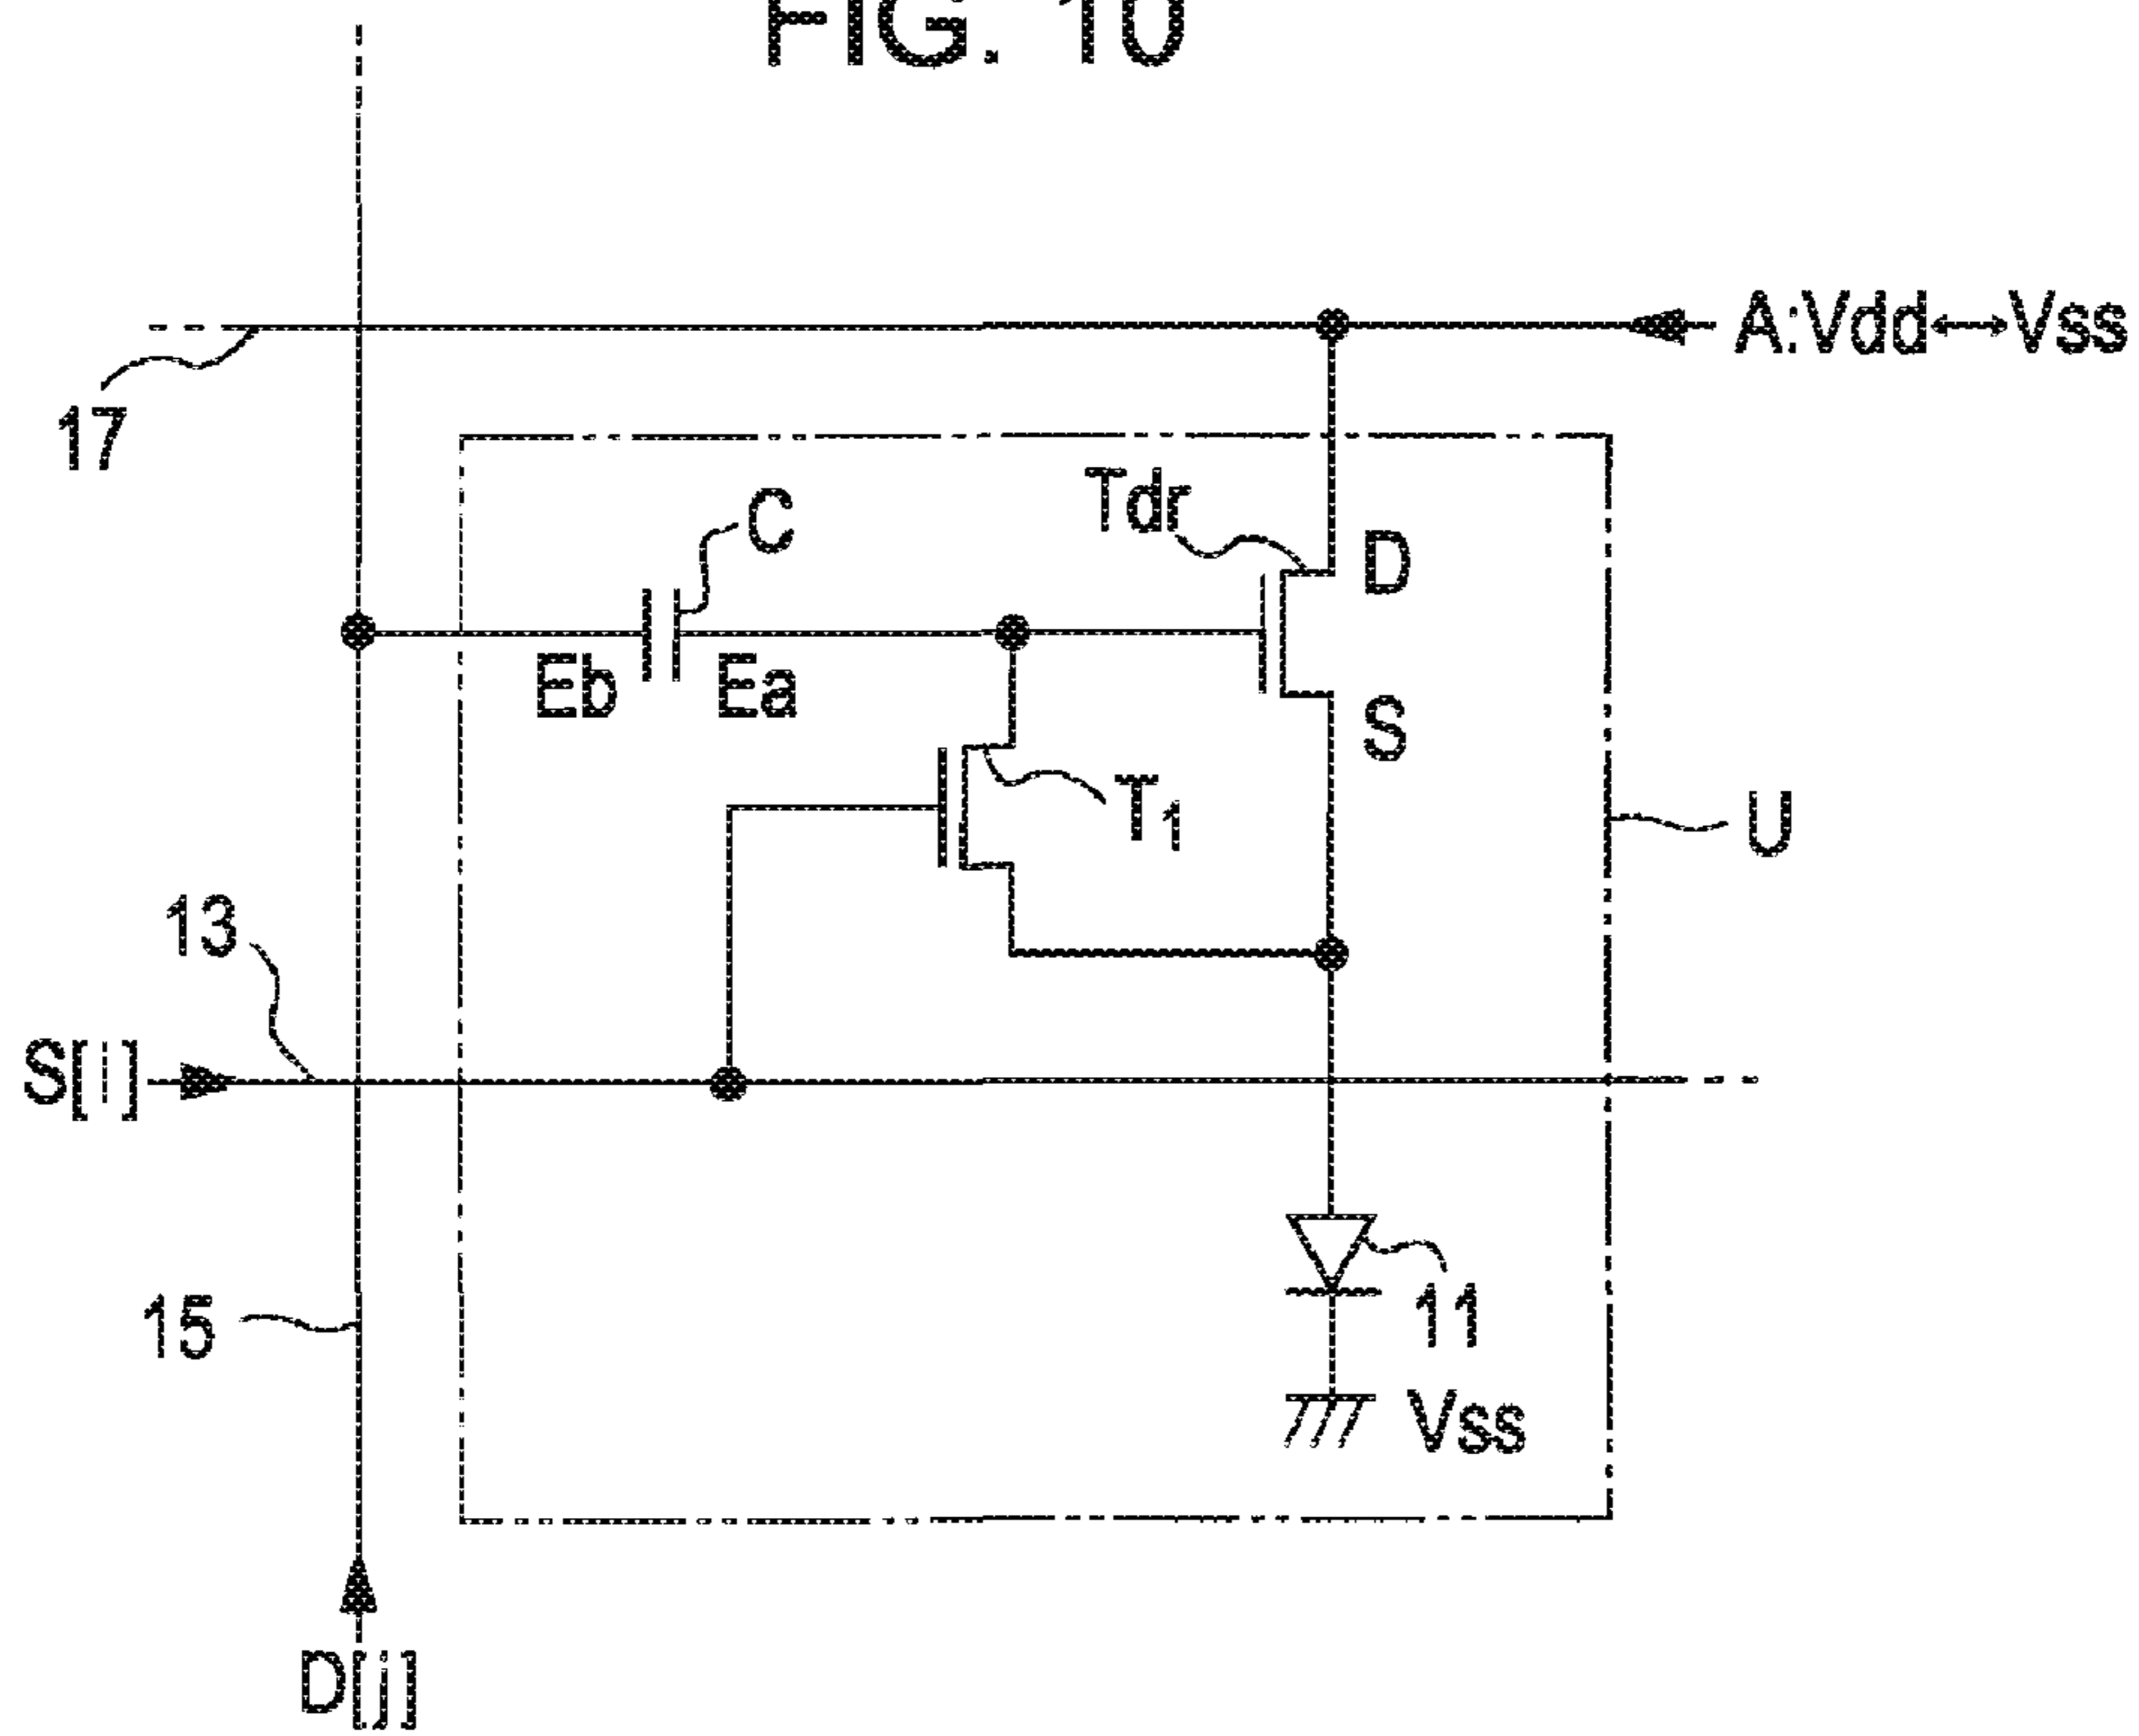 FIG. 10
A:Vdd↔Vss
17
C
Tdr
D
Eb
Ea
S
T1
U
13
S[i]
15
11
Vss
D[j]